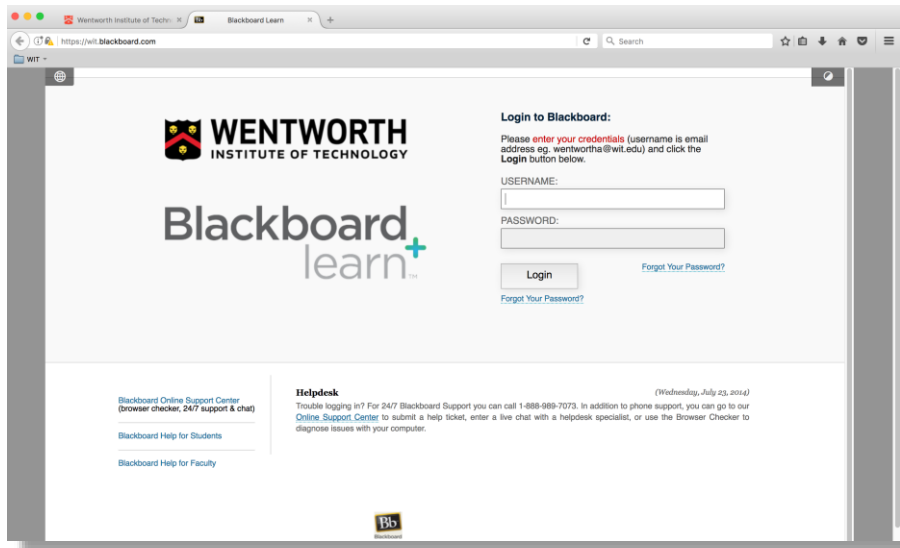 Wentworth Institute of Techn
Blackboard Learn
https://wit.blackboard.com
Search
WIT
WENTWORTH
INSTITUTE OF TECHNOLOGY
Blackboard
learn
TM
Login to Blackboard:
Please enter your credentials (username is email
address eg. wentwortha@wit.edu) and click the
Login button below.
USERNAME:
PASSWORD:
Login
Forgot Your Password?
Forgot Your Password?
Blackboard Online Support Center
(browser checker, 24/7 support & chat)
Blackboard Help for Students
Blackboard Help for Faculty
Helpdesk
(Wednesday, July 23, 2014)
Trouble logging in? For 24/7 Blackboard Support you can call 1-888-989-7073. In addition to phone support, you can go to our
Online Support Center to submit a help ticket, enter a live chat with a helpdesk specialist, or use the Browser Checker to
diagnose issues with your computer.
Bb
Blackboard